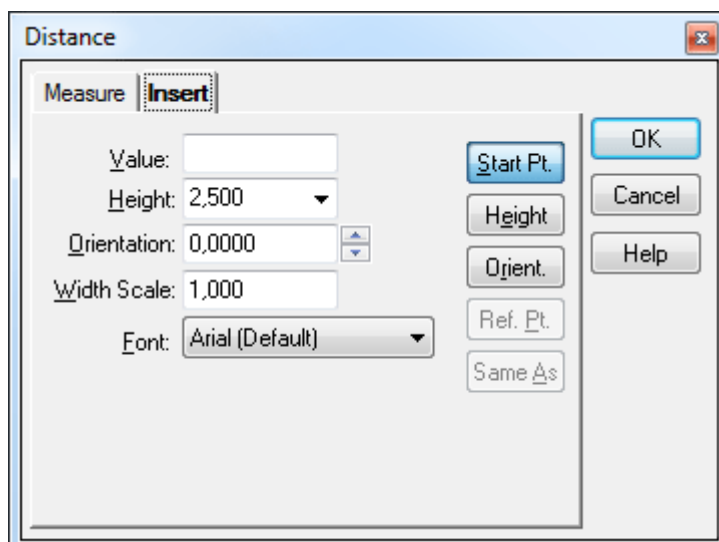 Distance
Measure Insert
Value:
Height: 2,500
Orientation: 0,0000
Width Scale: 1,000
Font: Arial (Default)
Start Pt.
Height
Orient.
Ref. Pt.
Same As
OK
Cancel
Help